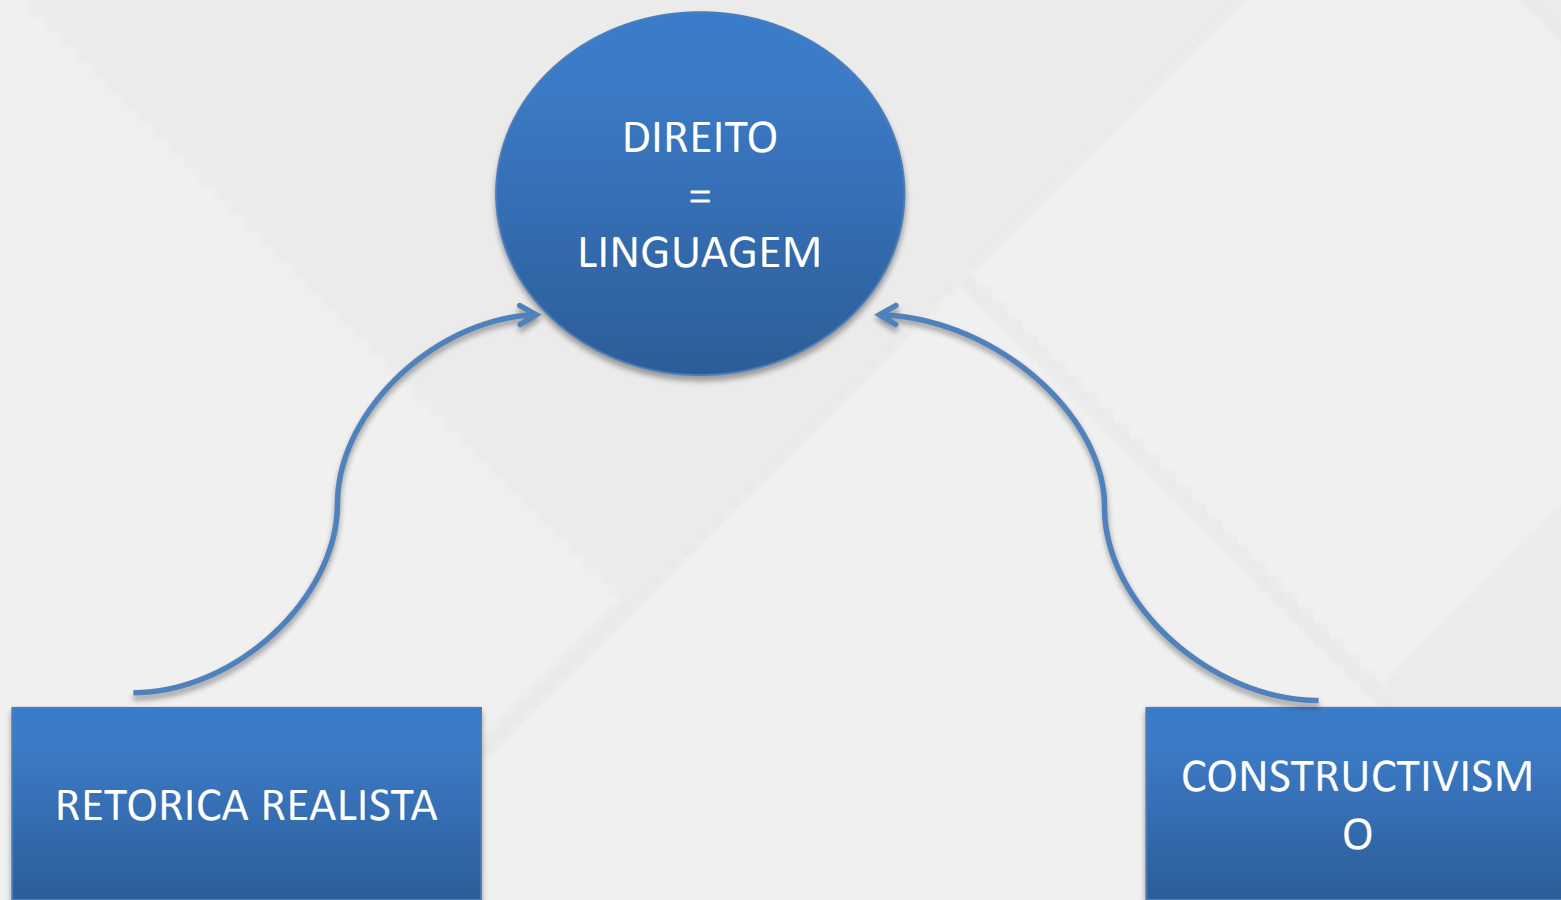 DIREITO
=
LINGUAGEM
RETORICA REALISTA
CONSTRUCTIVISM
O